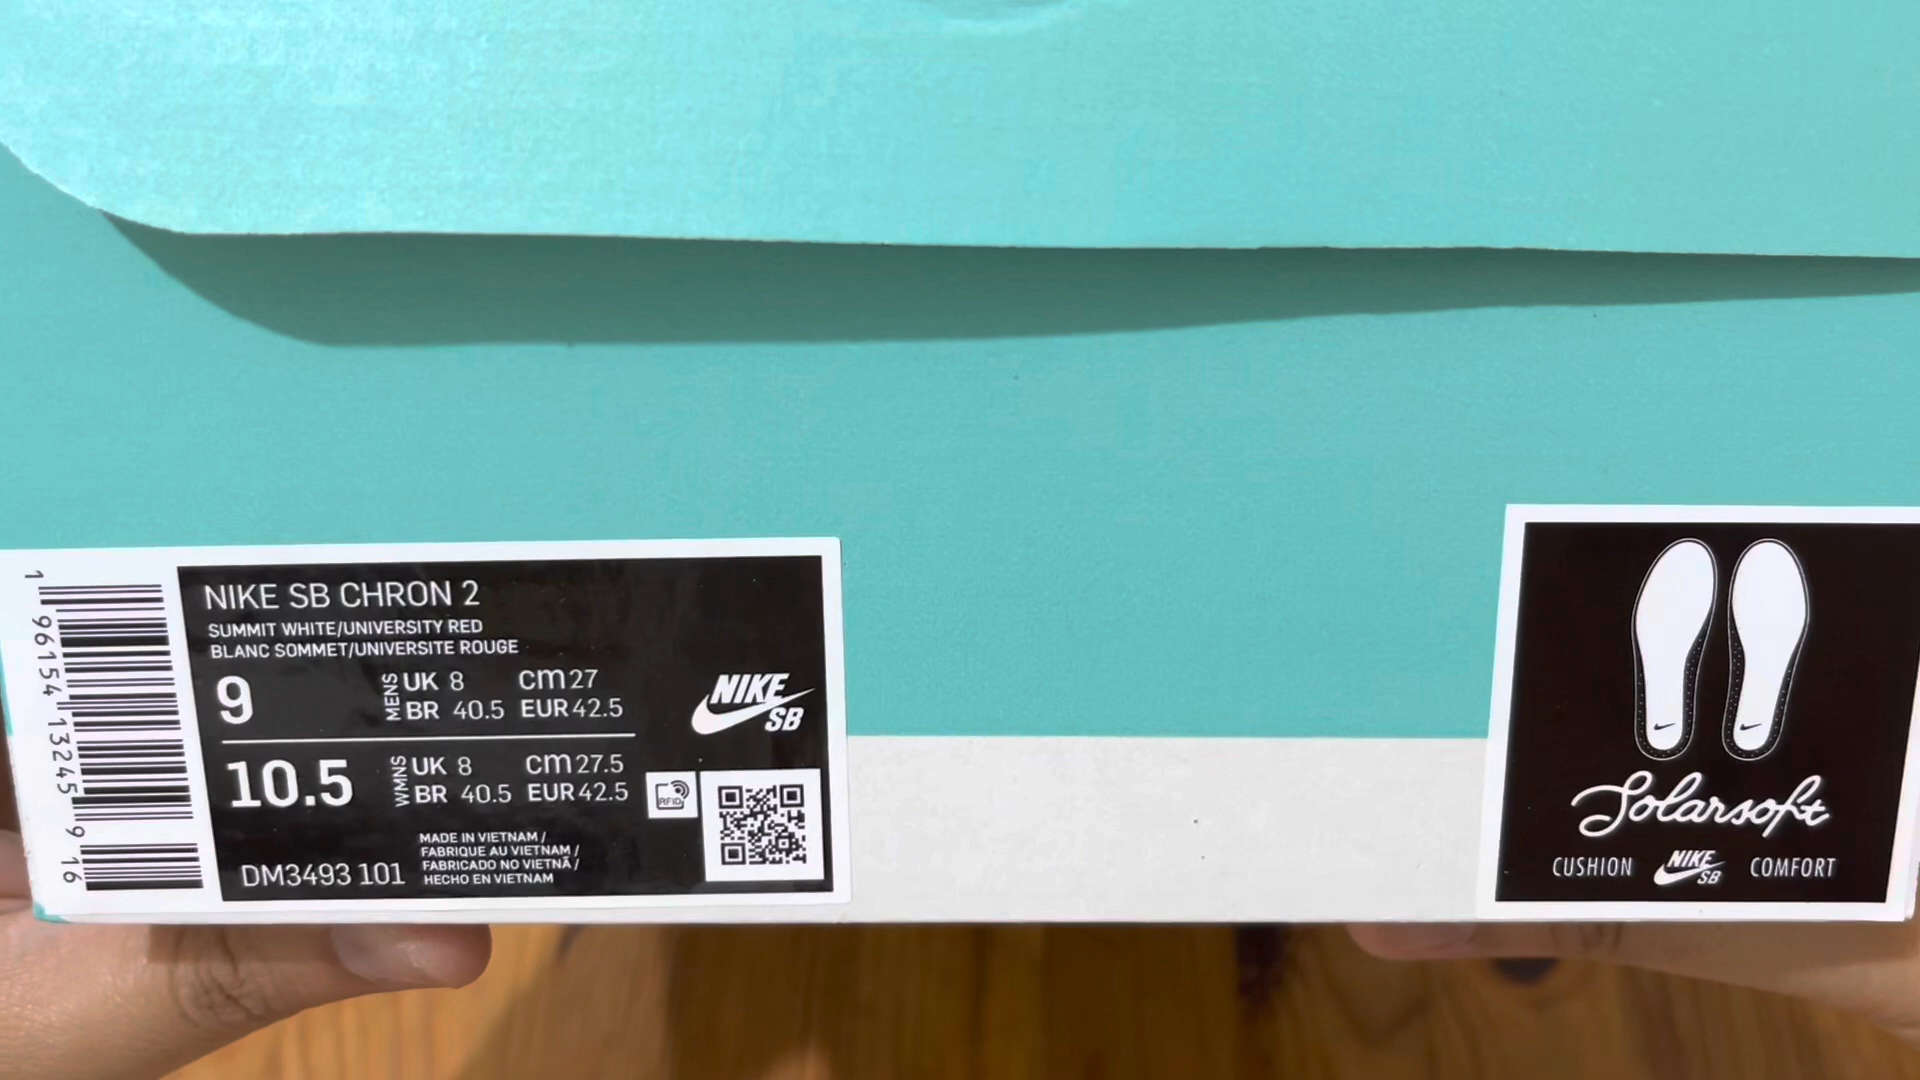 1 96154 13245 9 16
NIKE SB CHRON 2
SUMMIT WHITE/UNIVERSITY RED
BLANC SOMMET/UNIVERSITE ROUGE
9
MENS
UK 8 cm 27
BR 40.5 EUR 42.5
10.5
WMNS
UK 8 cm 27.5
BR 40.5 EUR 42.5
NIKE
SB
RFID
DM3493 101
MADE IN VIETNAM /
FABRIQUE AU VIETNAM /
FABRICADO NO VIETNÃ /
HECHO EN VIETNAM
Solarsoft
CUSHION NIKE SB COMFORT